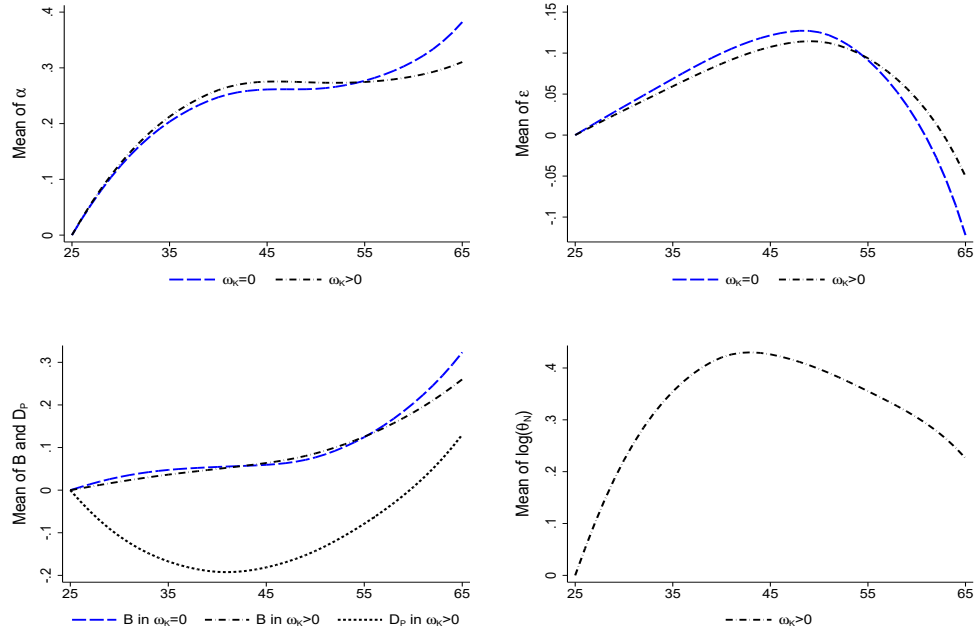 Mean of α
.4
.3
.2
.1
0
25 35 45 55 65
ωK=0 ωK>0
Mean of ε
.15
.1
.05
0
-.05
-.1
25 35 45 55 65
ωK=0 ωK>0
Mean of B and DP
.3
.2
.1
0
-.1
-.2
25 35 45 55 65
B in ωK=0 B in ωK>0 DP in ωK>0
Mean of log(θN)
.4
.3
.2
.1
0
25 35 45 55 65
ωK>0